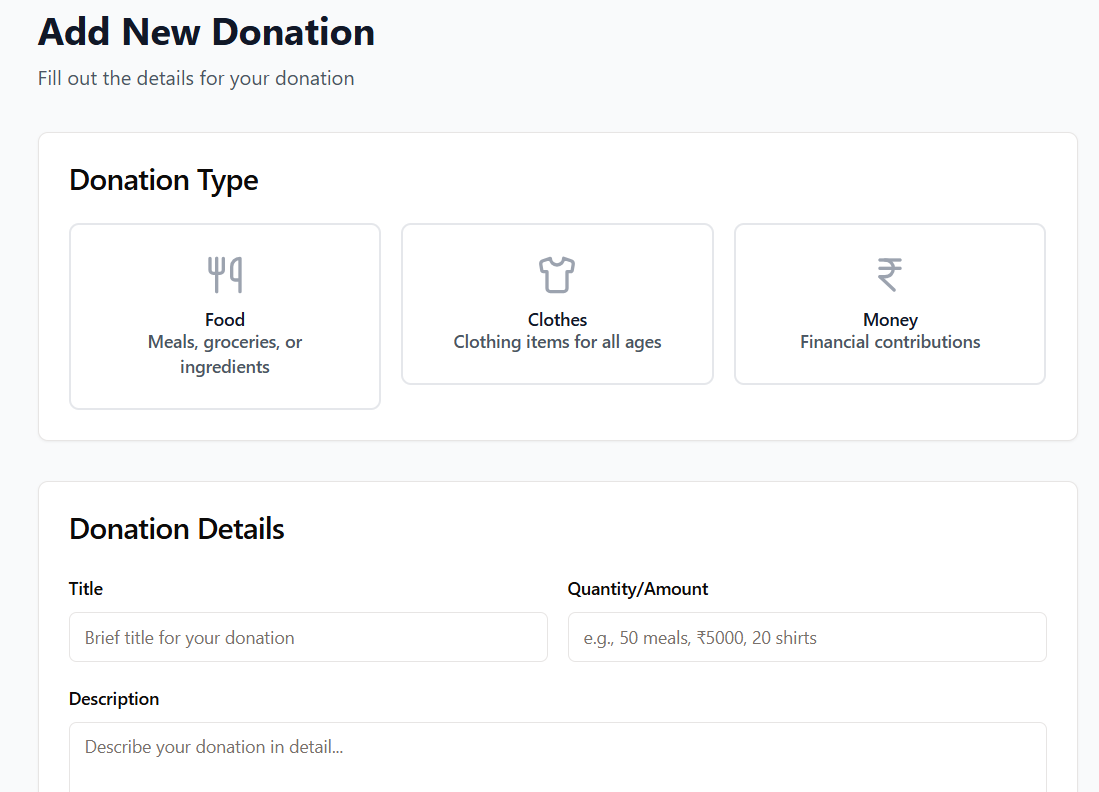 Add New Donation
Fill out the details for your donation
Donation Type
Food
Meals, groceries, or
ingredients
Clothes
Clothing items for all ages
Money
Financial contributions
Donation Details
Title
Brief title for your donation
Quantity/Amount
e.g., 50 meals, ₹5000, 20 shirts
Description
Describe your donation in detail...